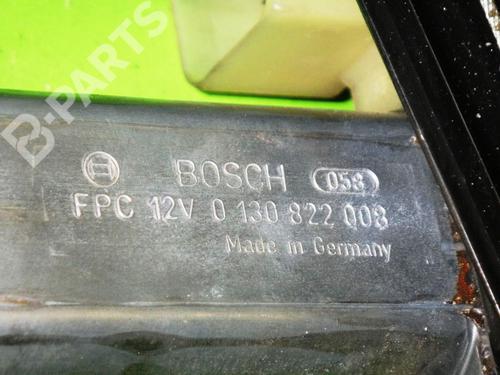 B-PARTS
BOSCH 058
FPC 12V 0 130 822 008
Made in Germany